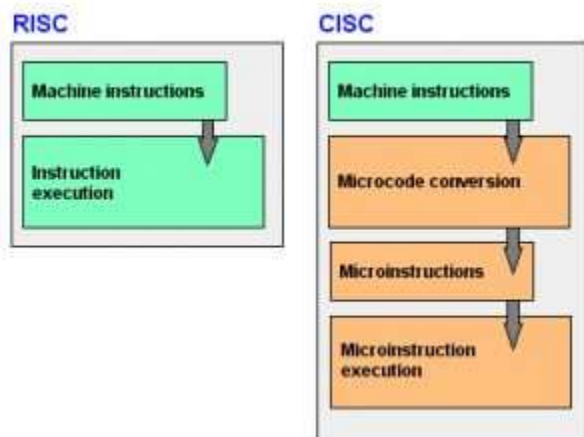 RISC
Machine instructions
Instruction
execution
CISC
Machine instructions
Microcode conversion
Microinstructions
Microinstruction
execution